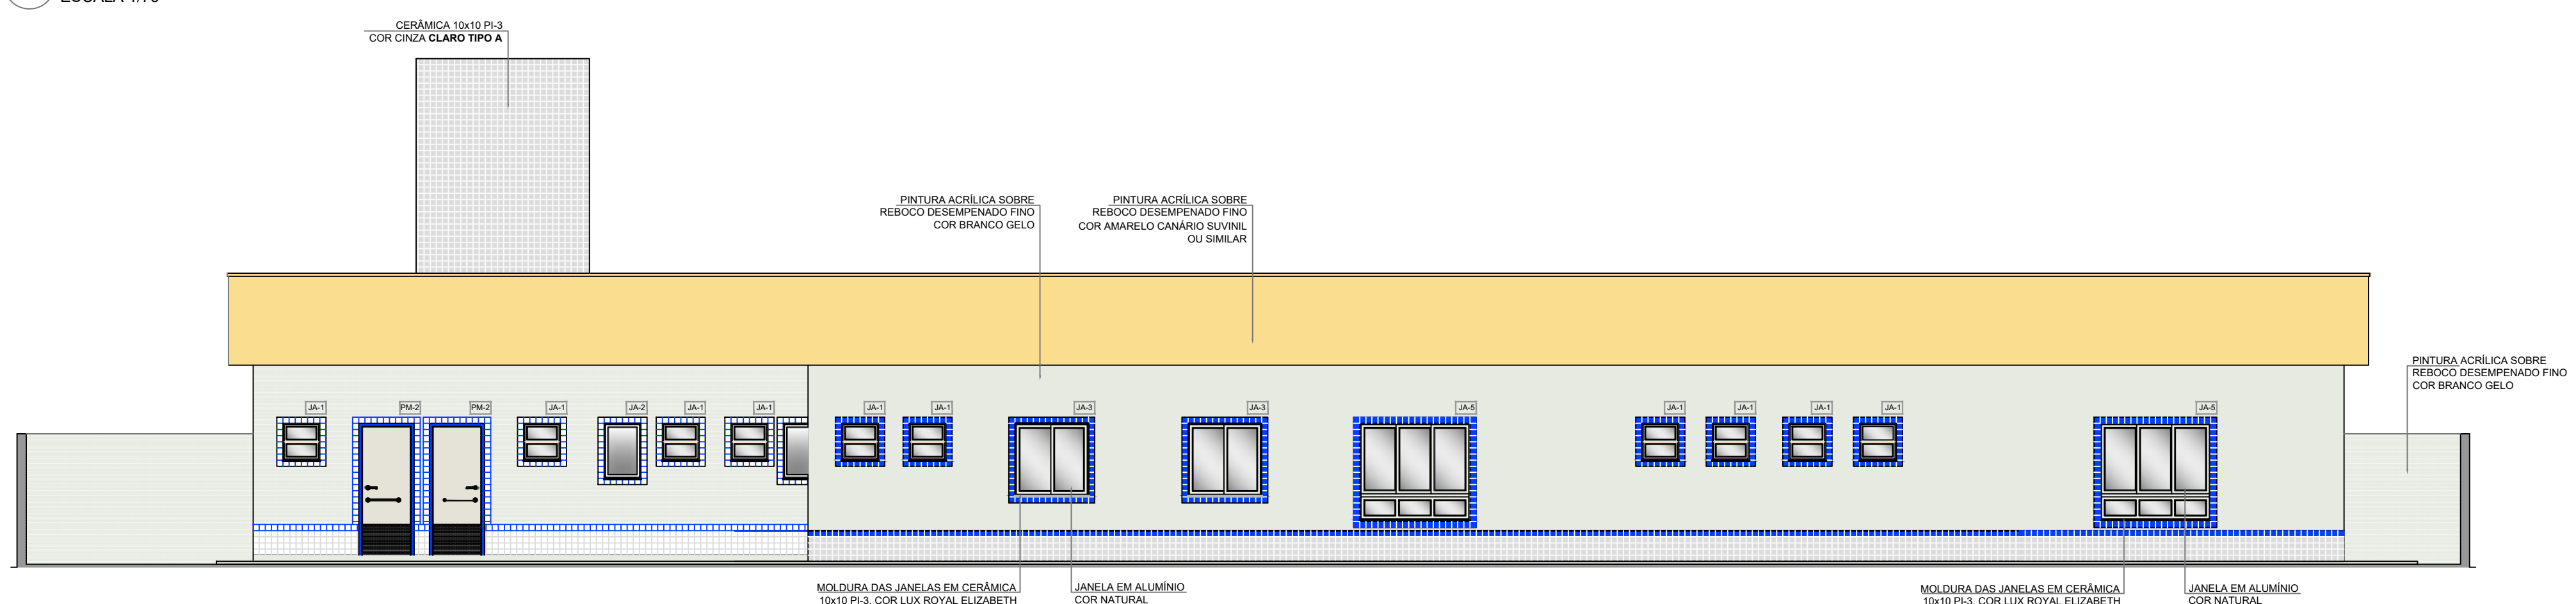 ESCALA 1/75
CERÂMICA 10x10 PI-3
COR CINZA CLARO TIPO A
PINTURA ACRÍLICA SOBRE
REBOCO DESEMPENADO FINO
COR BRANCO GELO
PINTURA ACRÍLICA SOBRE
REBOCO DESEMPENADO FINO
COR AMARELO CANÁRIO SUVINIL
OU SIMILAR
PINTURA ACRÍLICA SOBRE
REBOCO DESEMPENADO FINO
COR BRANCO GELO
JA-1
PM-2
PM-2
JA-1
JA-2
JA-1
JA-1
JA-1
JA-1
JA-3
JA-3
JA-5
JA-1
JA-1
JA-1
JA-1
JA-5
MOLDURA DAS JANELAS EM CERÂMICA
10x10 PI-3, COR LUX ROYAL ELIZABETH
JANELA EM ALUMÍNIO
COR NATURAL
MOLDURA DAS JANELAS EM CERÂMICA
10x10 PI-3, COR LUX ROYAL ELIZABETH
JANELA EM ALUMÍNIO
COR NATURAL